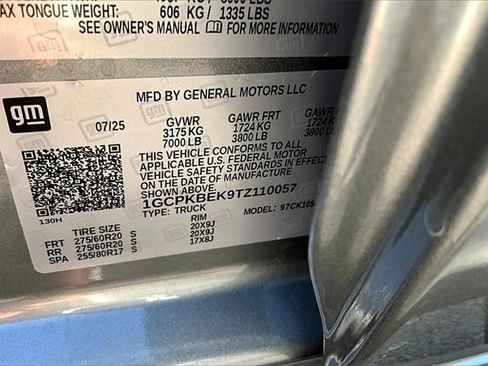 MAX TONGUE WEIGHT: 606 KG / 1335 LBS
SEE OWNER'S MANUAL FOR MORE INFORMATION
gm
MFD BY GENERAL MOTORS LLC
07/25 GVWR GAWR FRT GAWR
3175 KG 1724 KG 1724 K
7000 LB 3800 LB 3800 LB
THIS VEHICLE CONFORMS TO ALL
APPLICABLE U.S. FEDERAL MOTOR
VEHICLE SAFETY STANDARDS IN EFFECT
ON THE DATE OF MANUFACTURE
SHOWN ABOVE.
1GCPKBEK9TZ110057
TYPE: TRUCK MODEL: 97CK105
130H
TIRE SIZE RIM
FRT 275/60R20 S 20X9J
RR 275/60R20 S 20X9J
SPA 255/80R17 S 17X8J